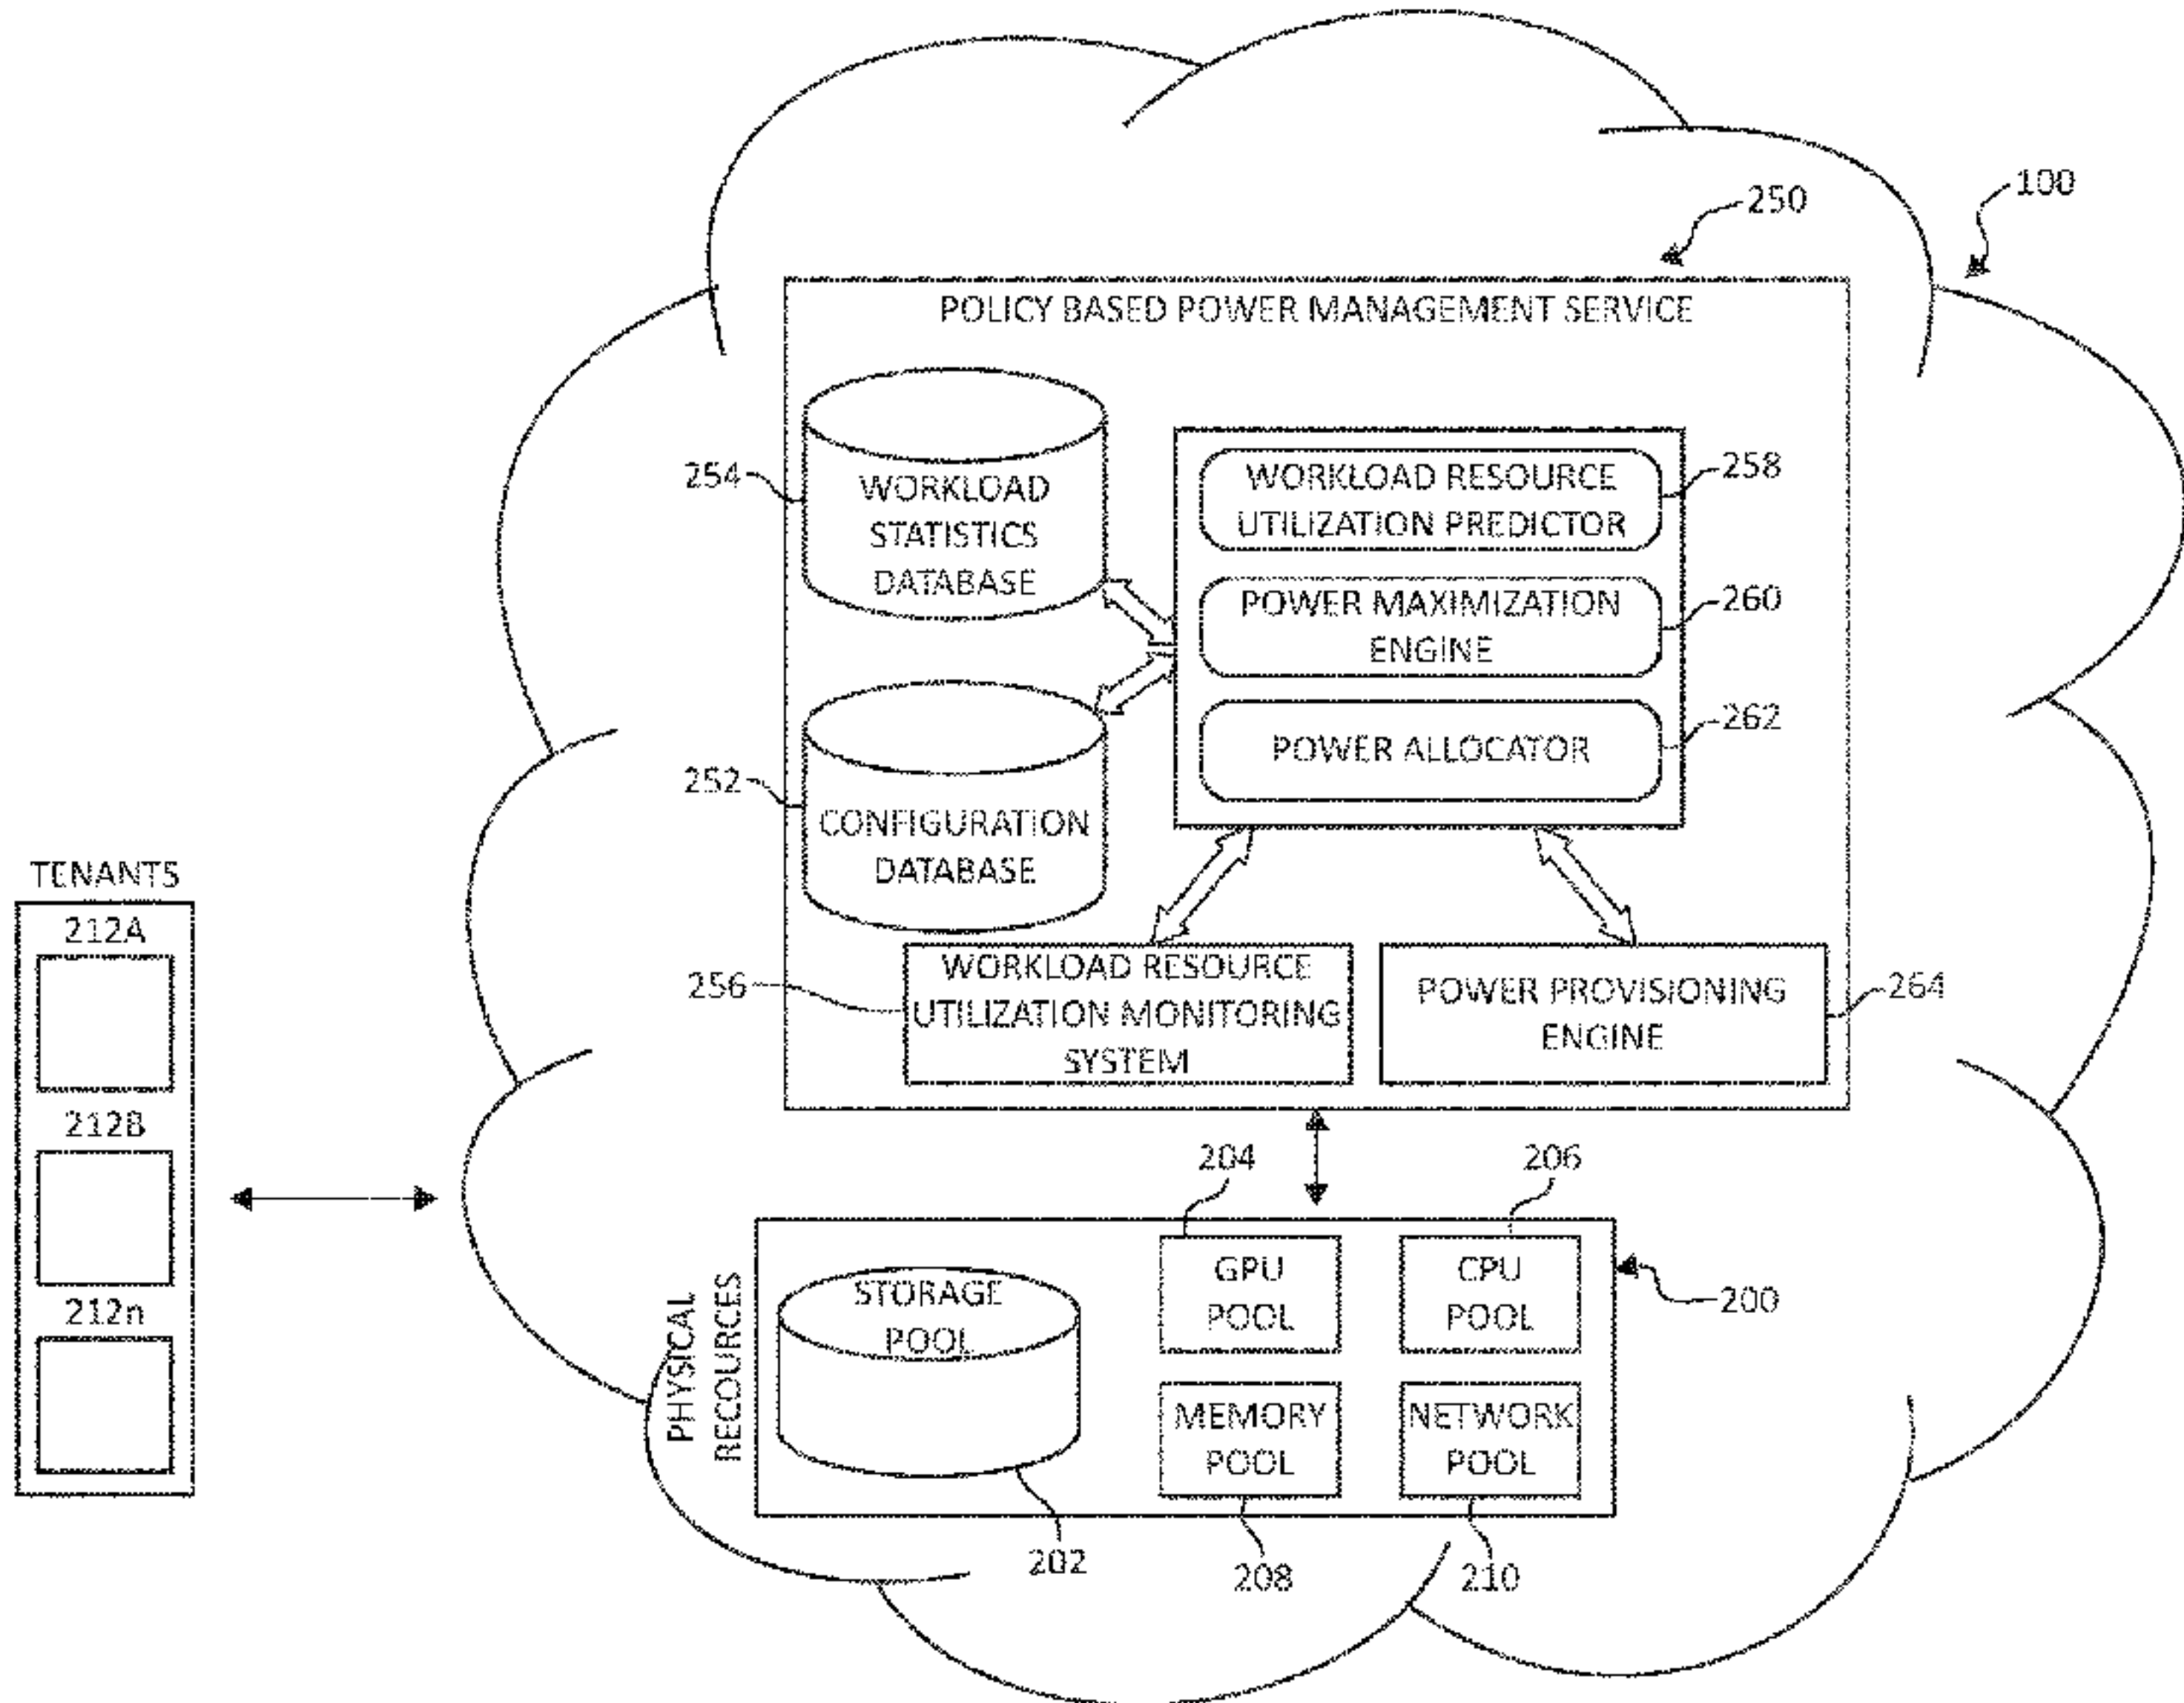 100
250
POLICY BASED POWER MANAGEMENT SERVICE
254
WORKLOAD
STATISTICS
DATABASE
WORKLOAD RESOURCE
UTILIZATION PREDICTOR
258
POWER MAXIMIZATION
ENGINE
260
POWER ALLOCATOR
262
252
CONFIGURATION
DATABASE
256
WORKLOAD RESOURCE
UTILIZATION MONITORING
SYSTEM
POWER PROVISIONING
ENGINE
264
TENANTS
212A
212B
212n
204
206
PHYSICAL
RECOURCES
STORAGE
POOL
GPU
POOL
CPU
POOL
200
MEMORY
POOL
NETWORK
POOL
202
208
210